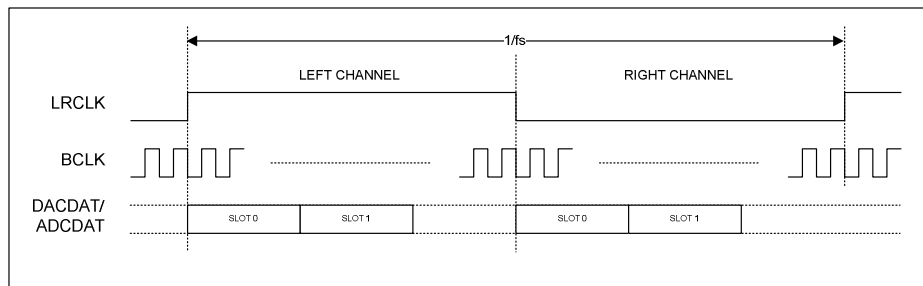 1/fs
LEFT CHANNEL
RIGHT CHANNEL
LRCLK
BCLK
DACDAT/
ADCDAT
SLOT 0
SLOT 1
SLOT 0
SLOT 1